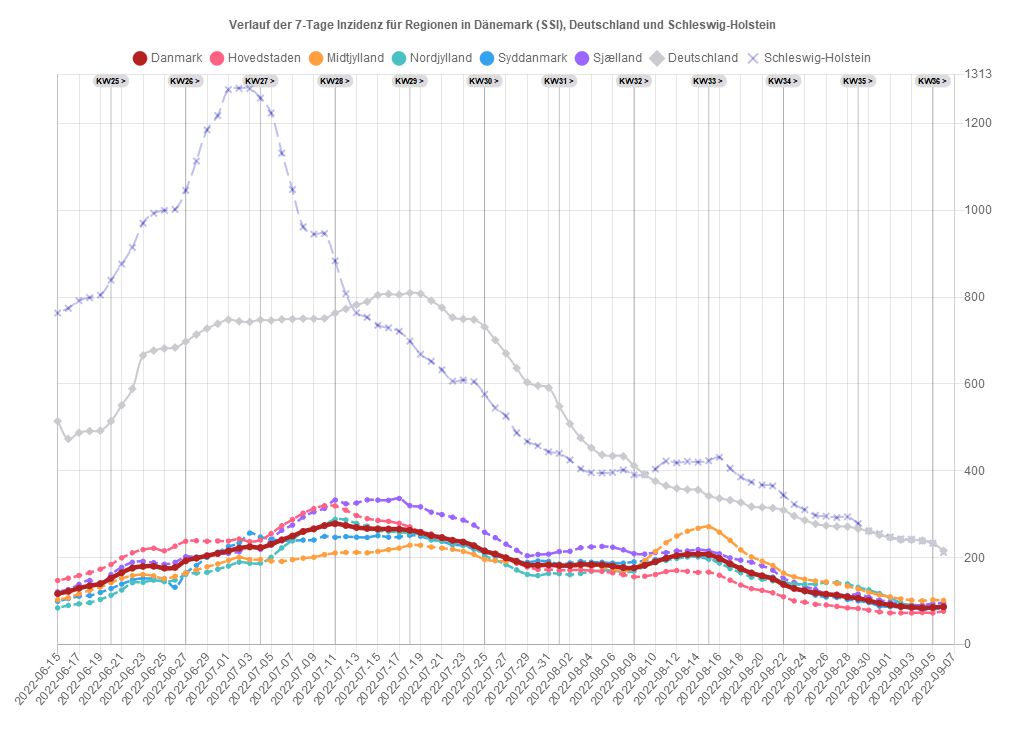 Verlauf der 7-Tage Inzidenz für Regionen in Dänemark (SSI), Deutschland und Schleswig-Holstein
Danmark Hovedstaden Midtjylland Nordjylland Syddanmark Sjælland Deutschland Schleswig-Holstein
KW25 > KW26 > KW27 > KW28 > KW29 > KW30 > KW31 > KW32 > KW33 > KW34 > KW35 > KW36 >
1313
1200
1000
800
600
400
200
0
2022-06-15 2022-06-17 2022-06-19 2022-06-21 2022-06-23 2022-06-25 2022-06-27 2022-06-29 2022-07-01 2022-07-03 2022-07-05 2022-07-07 2022-07-09 2022-07-11 2022-07-13 2022-07-15 2022-07-17 2022-07-19 2022-07-21 2022-07-23 2022-07-25 2022-07-27 2022-07-29 2022-07-31 2022-08-02 2022-08-04 2022-08-06 2022-08-08 2022-08-10 2022-08-12 2022-08-14 2022-08-16 2022-08-18 2022-08-20 2022-08-22 2022-08-24 2022-08-26 2022-08-28 2022-08-30 2022-09-01 2022-09-03 2022-09-05 2022-09-07